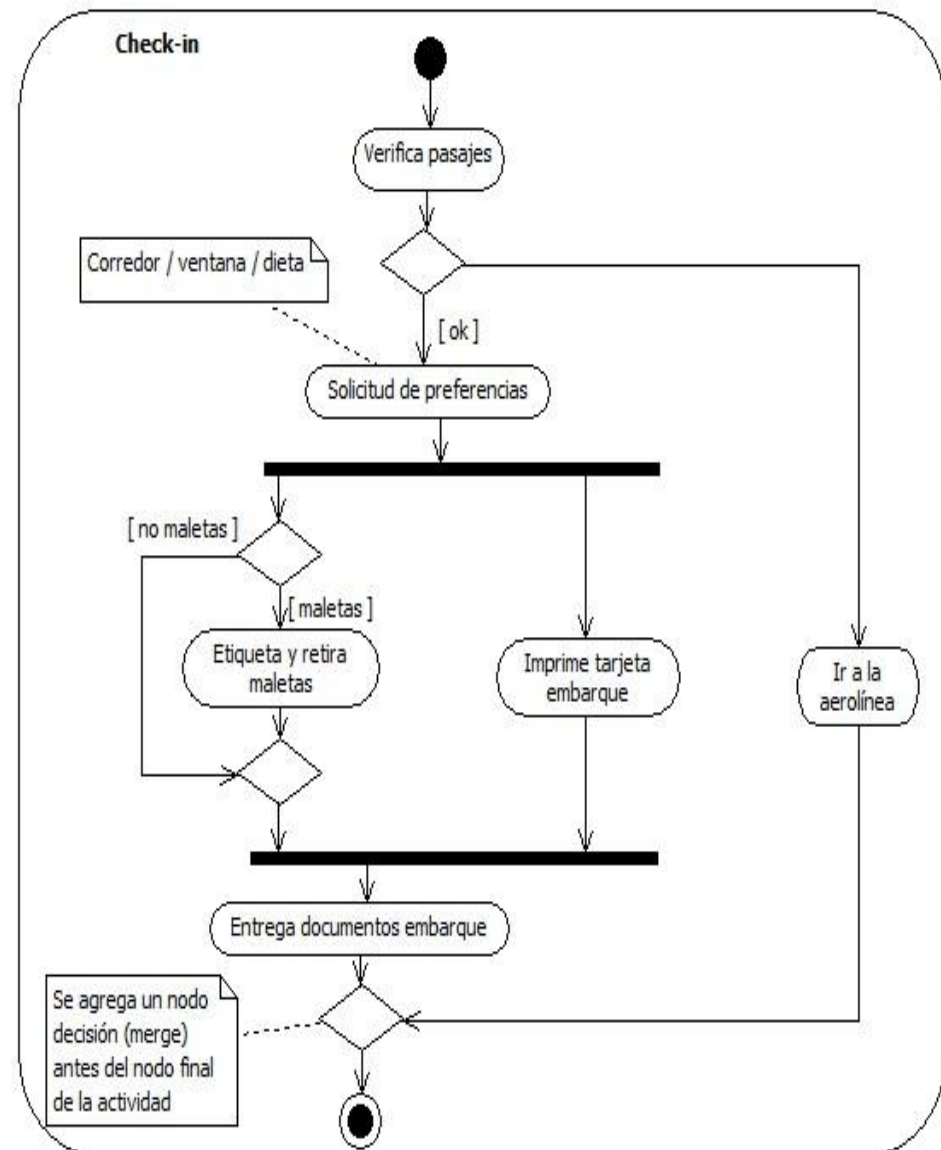 Check-in
Verifica pasajes
Corredor / ventana / dieta
[ ok ]
Solicitud de preferencias
[ no maletas ]
[ maletas ]
Etiqueta y retira
maletas
Imprime tarjeta
embarque
Ir a la
aerolínea
Entrega documentos embarque
Se agrega un nodo
decisión (merge)
antes del nodo final
de la actividad